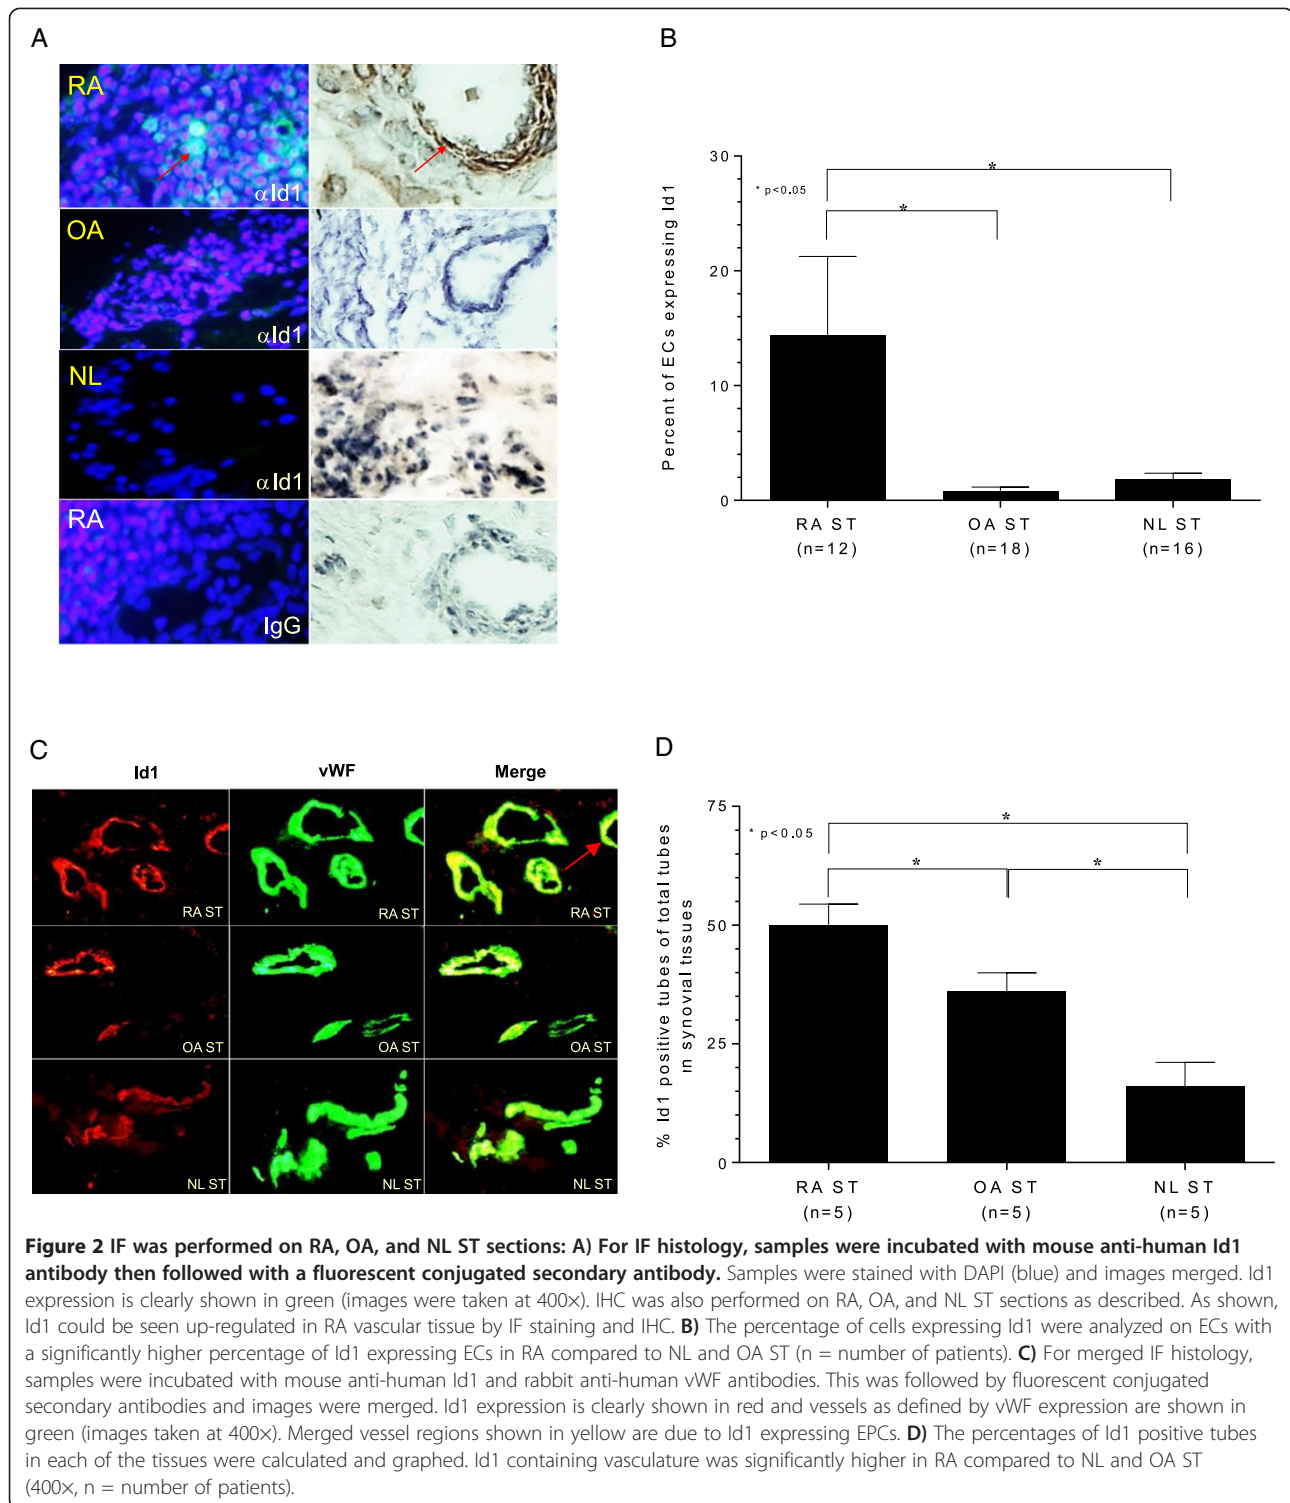 A
RA
αId1
OA
αId1
NL
αId1
RA
IgG
B
Percent of ECs expressing Id1
30
20
10
0
* p<0.05
*
*
RA ST
(n=12)
OA ST
(n=18)
NL ST
(n=16)
C
Id1
vWF
Merge
RA ST
RA ST
RA ST
OA ST
OA ST
OA ST
NL ST
NL ST
NL ST
D
% Id1 positive tubes of total tubes
in synovial tissues
75
50
25
0
* p<0.05
*
*
*
RA ST
(n=5)
OA ST
(n=5)
NL ST
(n=5)
Figure 2 IF was performed on RA, OA, and NL ST sections: A) For IF histology, samples were incubated with mouse anti-human Id1
antibody then followed with a fluorescent conjugated secondary antibody. Samples were stained with DAPI (blue) and images merged. Id1
expression is clearly shown in green (images were taken at 400×). IHC was also performed on RA, OA, and NL ST sections as described. As shown,
Id1 could be seen up-regulated in RA vascular tissue by IF staining and IHC. B) The percentage of cells expressing Id1 were analyzed on ECs with
a significantly higher percentage of Id1 expressing ECs in RA compared to NL and OA ST (n = number of patients). C) For merged IF histology,
samples were incubated with mouse anti-human Id1 and rabbit anti-human vWF antibodies. This was followed by fluorescent conjugated
secondary antibodies and images were merged. Id1 expression is clearly shown in red and vessels as defined by vWF expression are shown in
green (images taken at 400×). Merged vessel regions shown in yellow are due to Id1 expressing EPCs. D) The percentages of Id1 positive tubes
in each of the tissues were calculated and graphed. Id1 containing vasculature was significantly higher in RA compared to NL and OA ST
(400×, n = number of patients).